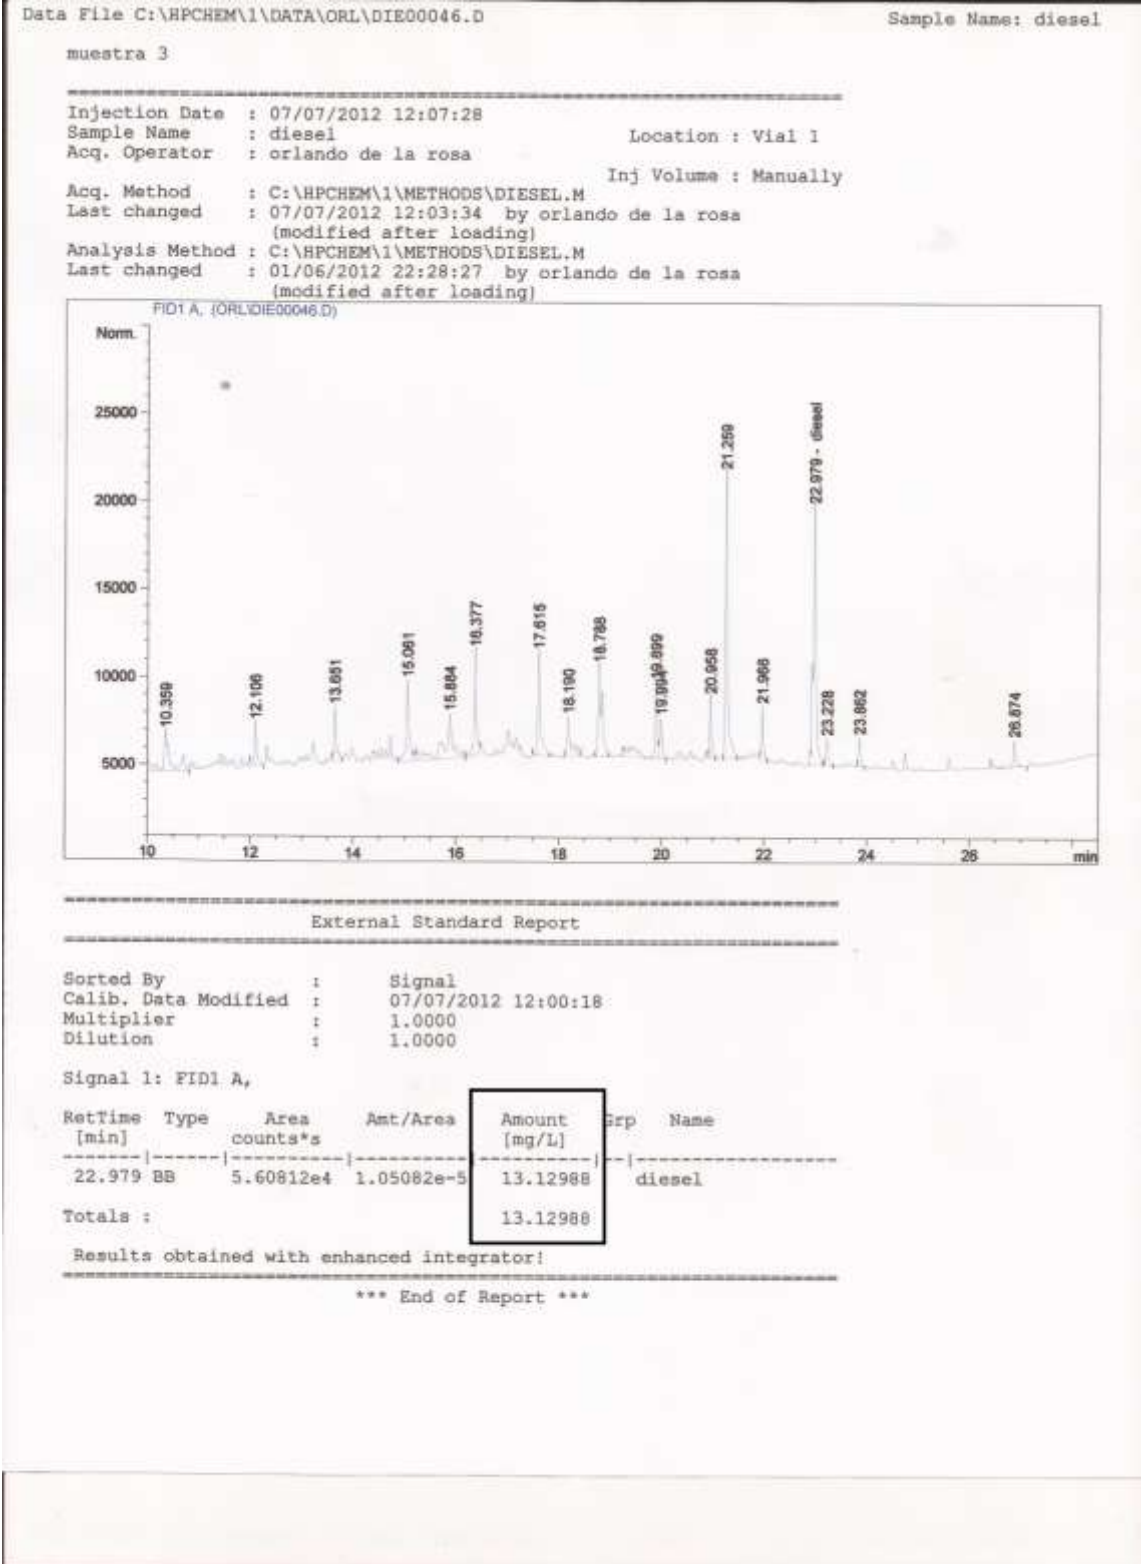 Data File C:\HPCHEM\1\DATA\ORL\DIE00046.D Sample Name: diesel
muestra 3
Injection Date : 07/07/2012 12:07:28
Sample Name : diesel Location : Vial 1
Acq. Operator : orlando de la rosa
Inj Volume : Manually
Acq. Method : C:\HPCHEM\1\METHODS\DIESEL.M
Last changed : 07/07/2012 12:03:34 by orlando de la rosa
(modified after loading)
Analysis Method : C:\HPCHEM\1\METHODS\DIESEL.M
Last changed : 01/06/2012 22:28:27 by orlando de la rosa
(modified after loading)
FID1 A, (ORL\DIE00046.D)
Norm.
25000
20000
15000
10000
5000
10.359
12.106
13.651
15.061
15.884
16.377
17.615
18.190
18.788
19.899
19.994
20.958
21.259
21.966
22.979 - diesel
23.228
23.862
26.874
10 12 14 16 18 20 22 24 26 min
External Standard Report
Sorted By : Signal
Calib. Data Modified : 07/07/2012 12:00:18
Multiplier : 1.0000
Dilution : 1.0000
Signal 1: FID1 A,
RetTime Type Area Amt/Area Amount Grp Name
[min] counts*s [mg/L]
-------|------|----------|----------|----------|--|------------------
22.979 BB 5.60812e4 1.05082e-5 13.12988 diesel
Totals : 13.12988
Results obtained with enhanced integrator!
*** End of Report ***